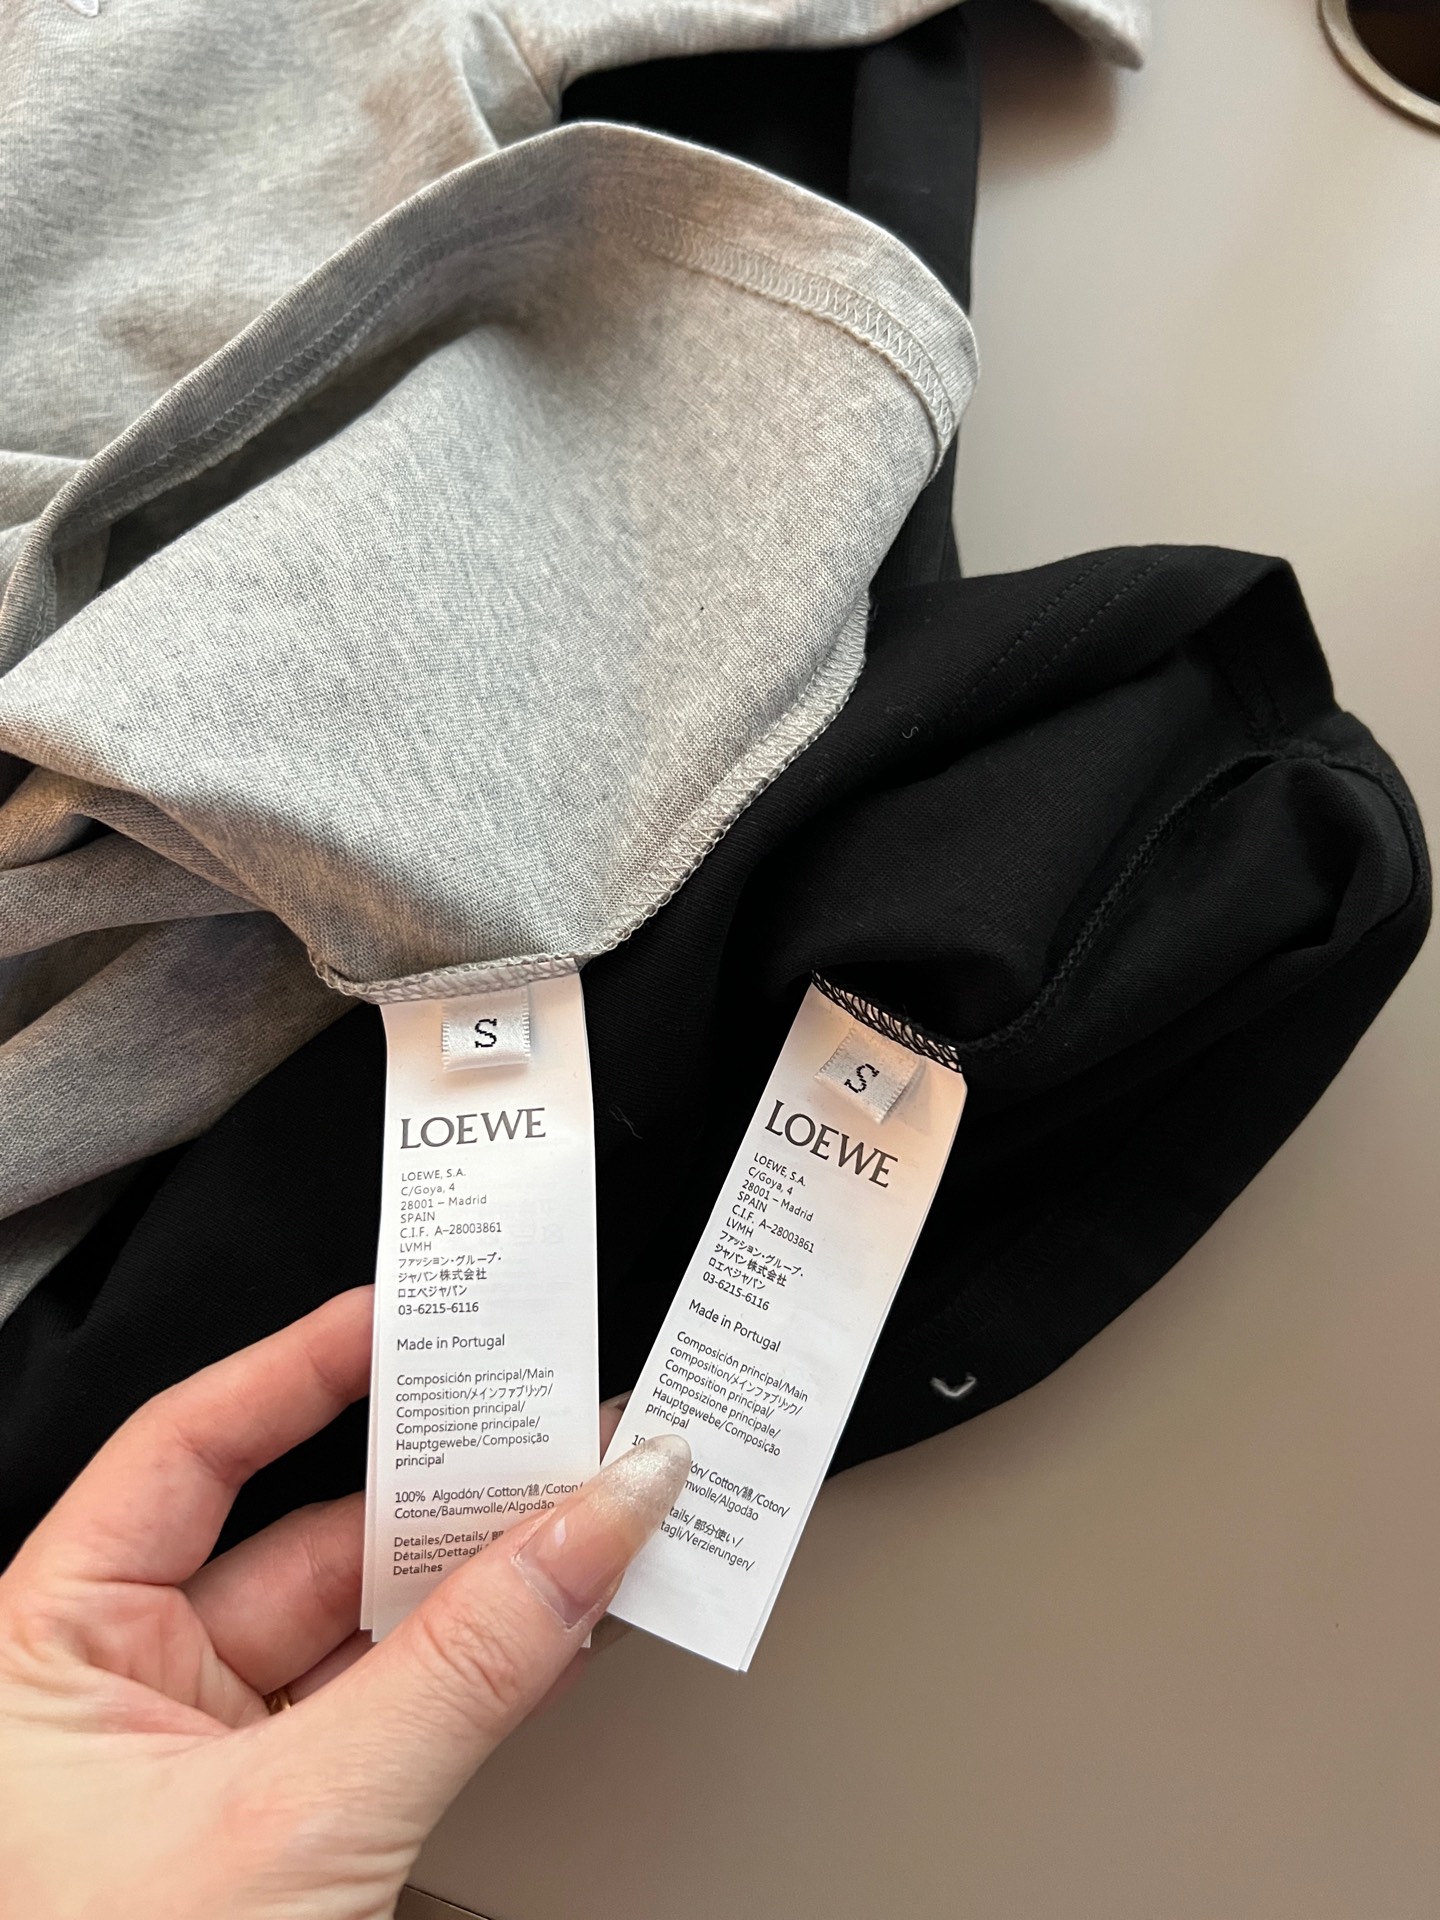 S
LOEWE
LOEWE, S.A.
C/Goya, 4
28001 – Madrid
SPAIN
C.I.F. A-28003861
LVMH
ファッション・グループ・
ジャパン株式会社
ロエベジャパン
03-6215-6116
Made in Portugal
Composición principal/Main
composition/メインファブリック/
Composition principal/
Composizione principale/
Hauptgewebe/Composição
principal
100% Algodón/ Cotton/綿/Coton/
Cotone/Baumwolle/Algodão
Detailes/Details/ 部
Détails/Dettagli/
Detalhes
S
LOEWE
LOEWE, S.A.
C/Goya, 4
28001 – Madrid
SPAIN
C.I.F. A-28003861
LVMH
ファッション・グループ・
ジャパン株式会社
ロエベジャパン
03-6215-6116
Made in Portugal
Composición principal/Main
composition/メインファブリック/
Composition principal/
Composizione principale/
Hauptgewebe/Composição
principal
10 ón/ Cotton/綿/Coton/
mwolle/Algodão
tails/ 部分使い/
tagli/Verzierungen/